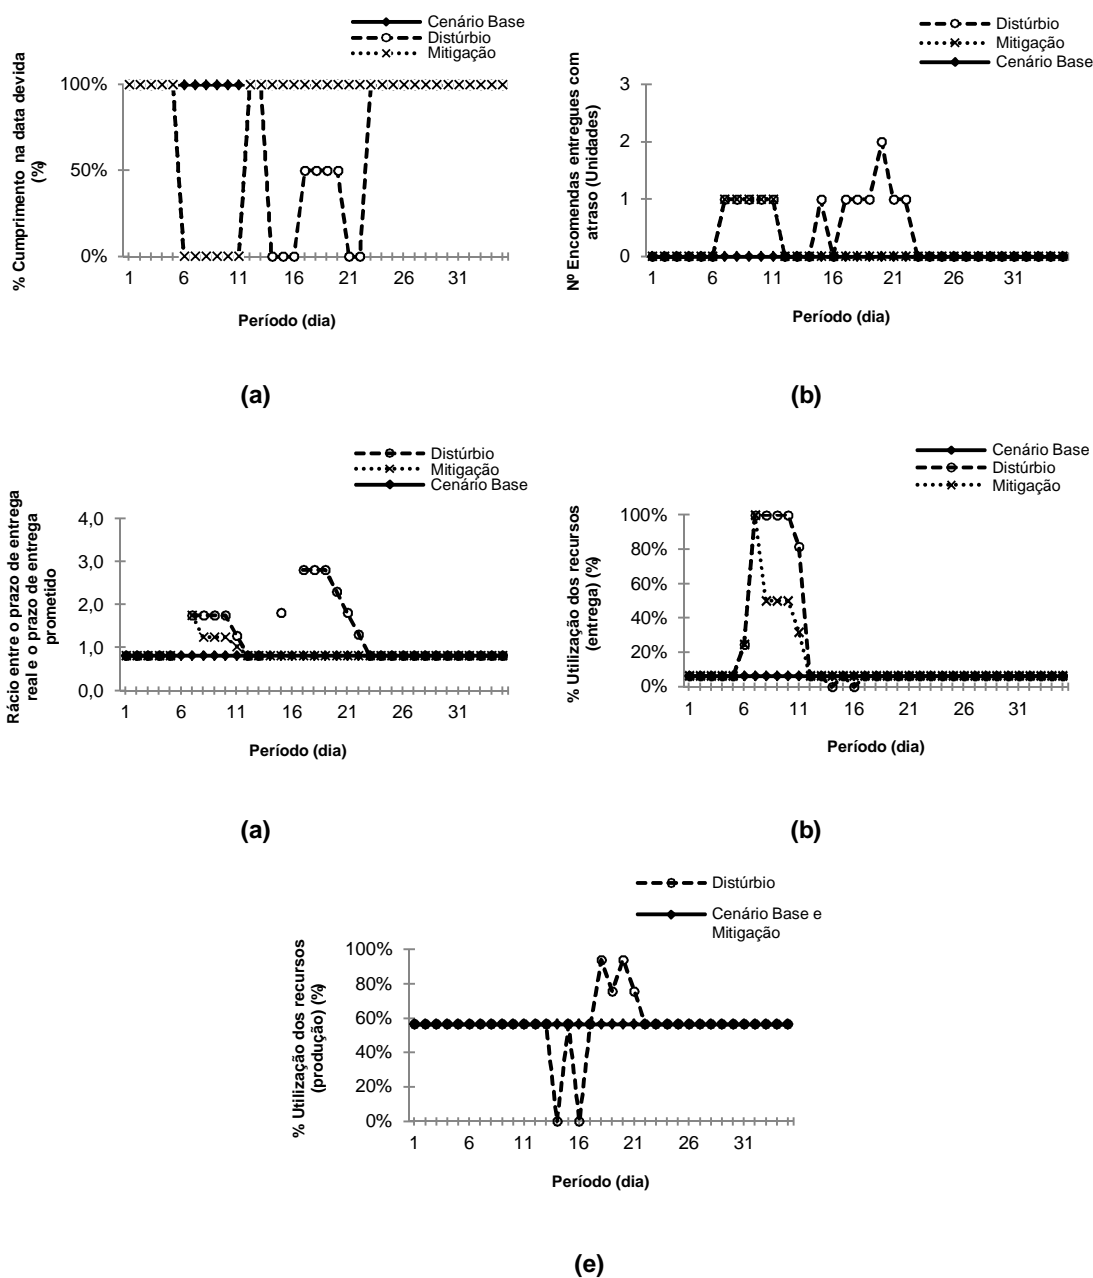 Cenário Base
Distúrbio
Mitigação
% Cumprimento na data devida
(%)
100%
50%
0%
1 6 11 16 21 26 31
Período (dia)
(a)
Distúrbio
Mitigação
Cenário Base
Nº Encomendas entregues com
atraso (Unidades)
3
2
1
0
1 6 11 16 21 26 31
Período (dia)
(b)
Distúrbio
Mitigação
Cenário Base
Rácio entre o prazo de entrega
real e o prazo de entrega
prometido
4,0
3,0
2,0
1,0
0,0
1 6 11 16 21 26 31
Período (dia)
(a)
Cenário Base
Distúrbio
Mitigação
% Utilização dos recursos
(entrega) (%)
100%
80%
60%
40%
20%
0%
1 6 11 16 21 26 31
Período (dia)
(b)
Distúrbio
Cenário Base e
Mitigação
% Utilização dos recursos
(produção) (%)
100%
80%
60%
40%
20%
0%
1 6 11 16 21 26 31
Período (dia)
(e)